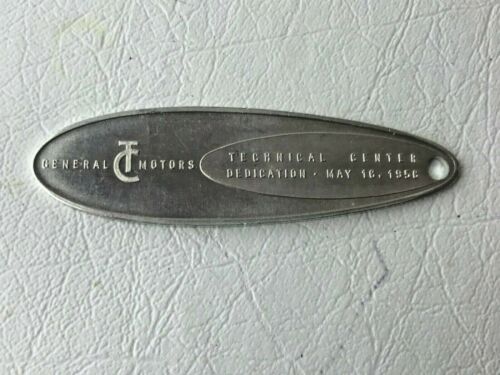 GENERAL TC MOTORS
TECHNICAL CENTER
DEDICATION · MAY 16, 1956